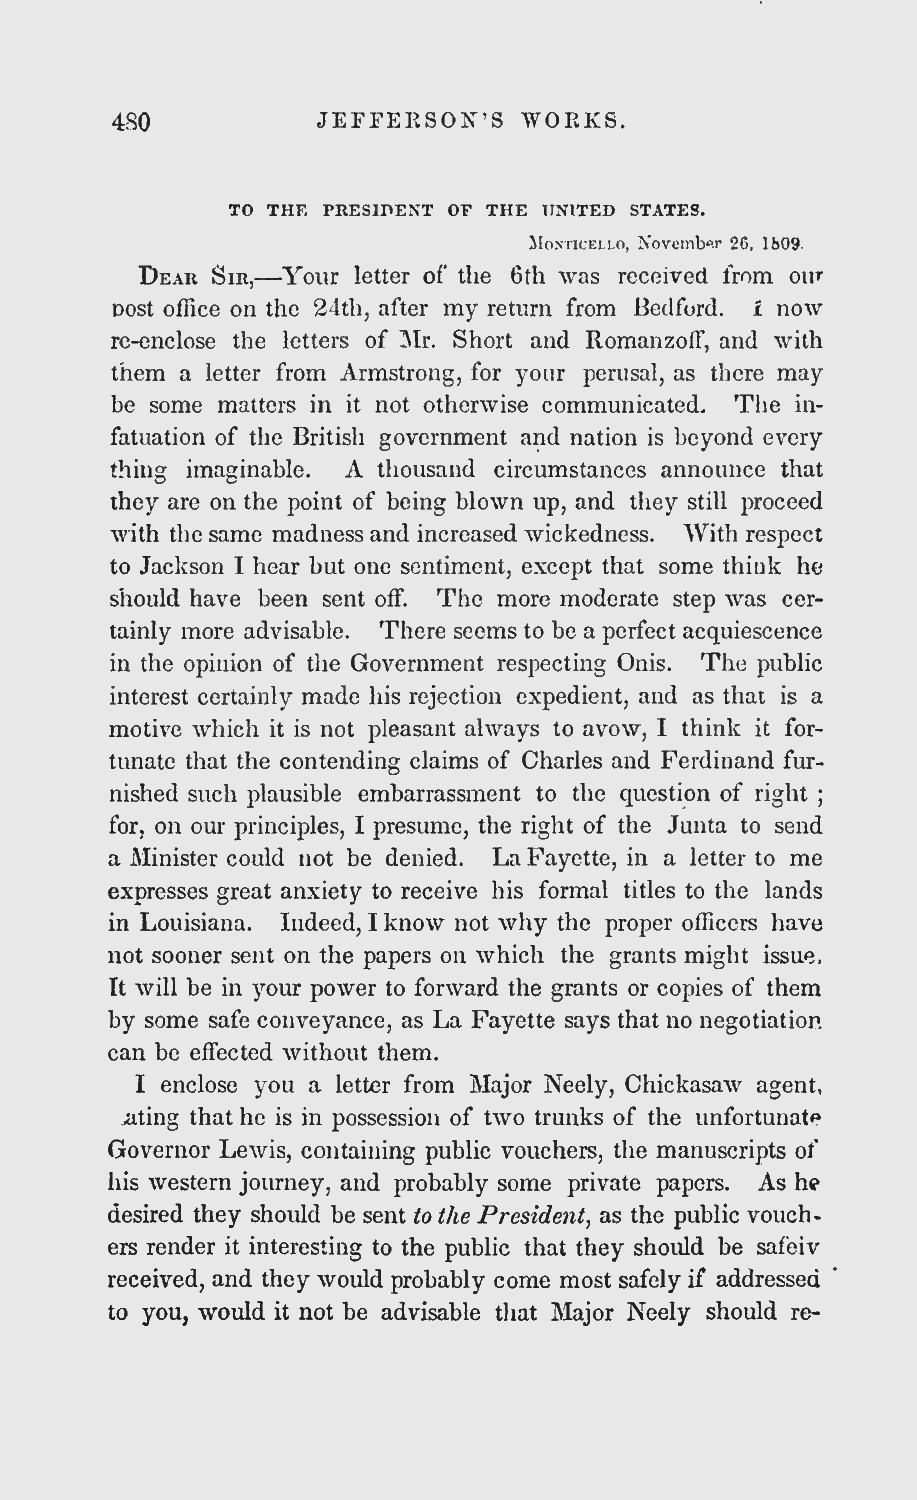 480 JEFFERSON'S WORKS.
TO THE PRESIDENT OF THE UNITED STATES.
MONTICELLO, November 26, 1809.
DEAR SIR,—Your letter of the 6th was received from our
post office on the 24th, after my return from Bedford. I now
re-enclose the letters of Mr. Short and Romanzoff, and with
them a letter from Armstrong, for your perusal, as there may
be some matters in it not otherwise communicated. The in-
fatuation of the British government and nation is beyond every
thing imaginable. A thousand circumstances announce that
they are on the point of being blown up, and they still proceed
with the same madness and increased wickedness. With respect
to Jackson I hear but one sentiment, except that some think he
should have been sent off. The more moderate step was cer-
tainly more advisable. There seems to be a perfect acquiescence
in the opinion of the Government respecting Onis. The public
interest certainly made his rejection expedient, and as that is a
motive which it is not pleasant always to avow, I think it for-
tunate that the contending claims of Charles and Ferdinand fur-
nished such plausible embarrassment to the question of right ;
for, on our principles, I presume, the right of the Junta to send
a Minister could not be denied. La Fayette, in a letter to me
expresses great anxiety to receive his formal titles to the lands
in Louisiana. Indeed, I know not why the proper officers have
not sooner sent on the papers on which the grants might issue.
It will be in your power to forward the grants or copies of them
by some safe conveyance, as La Fayette says that no negotiation
can be effected without them.
I enclose you a letter from Major Neely, Chickasaw agent,
ating that he is in possession of two trunks of the unfortunate
Governor Lewis, containing public vouchers, the manuscripts of
his western journey, and probably some private papers. As he
desired they should be sent to the President, as the public vouch-
ers render it interesting to the public that they should be safely
received, and they would probably come most safely if addressed
to you, would it not be advisable that Major Neely should re-